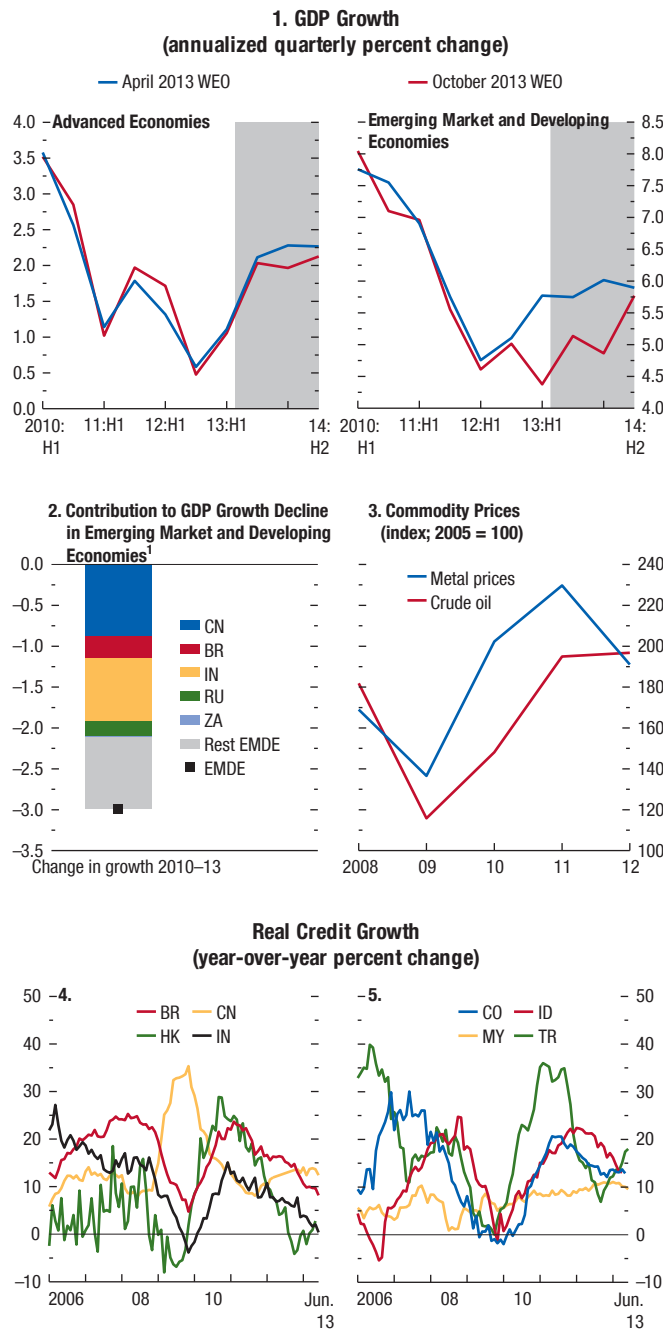 1. GDP Growth
(annualized quarterly percent change)
April 2013 WEO
October 2013 WEO
Advanced Economies
4.0
3.5
3.0
2.5
2.0
1.5
1.0
0.5
0.0
2010:
H1
11:H1
12:H1
13:H1
14:
H2
Emerging Market and Developing
Economies
8.5
8.0
7.5
7.0
6.5
6.0
5.5
5.0
4.5
4.0
2010:
H1
11:H1
12:H1
13:H1
14:
H2
2. Contribution to GDP Growth Decline
in Emerging Market and Developing
Economies¹
0.0
–0.5
–1.0
–1.5
–2.0
–2.5
–3.0
–3.5
CN
BR
IN
RU
ZA
Rest EMDE
EMDE
Change in growth 2010–13
3. Commodity Prices
(index; 2005 = 100)
Metal prices
Crude oil
240
220
200
180
160
140
120
100
2008
09
10
11
12
Real Credit Growth
(year-over-year percent change)
4.
BR
CN
HK
IN
50
40
30
20
10
0
–10
2006
08
10
Jun.
13
5.
CO
ID
MY
TR
50
40
30
20
10
0
–10
2006
08
10
Jun.
13